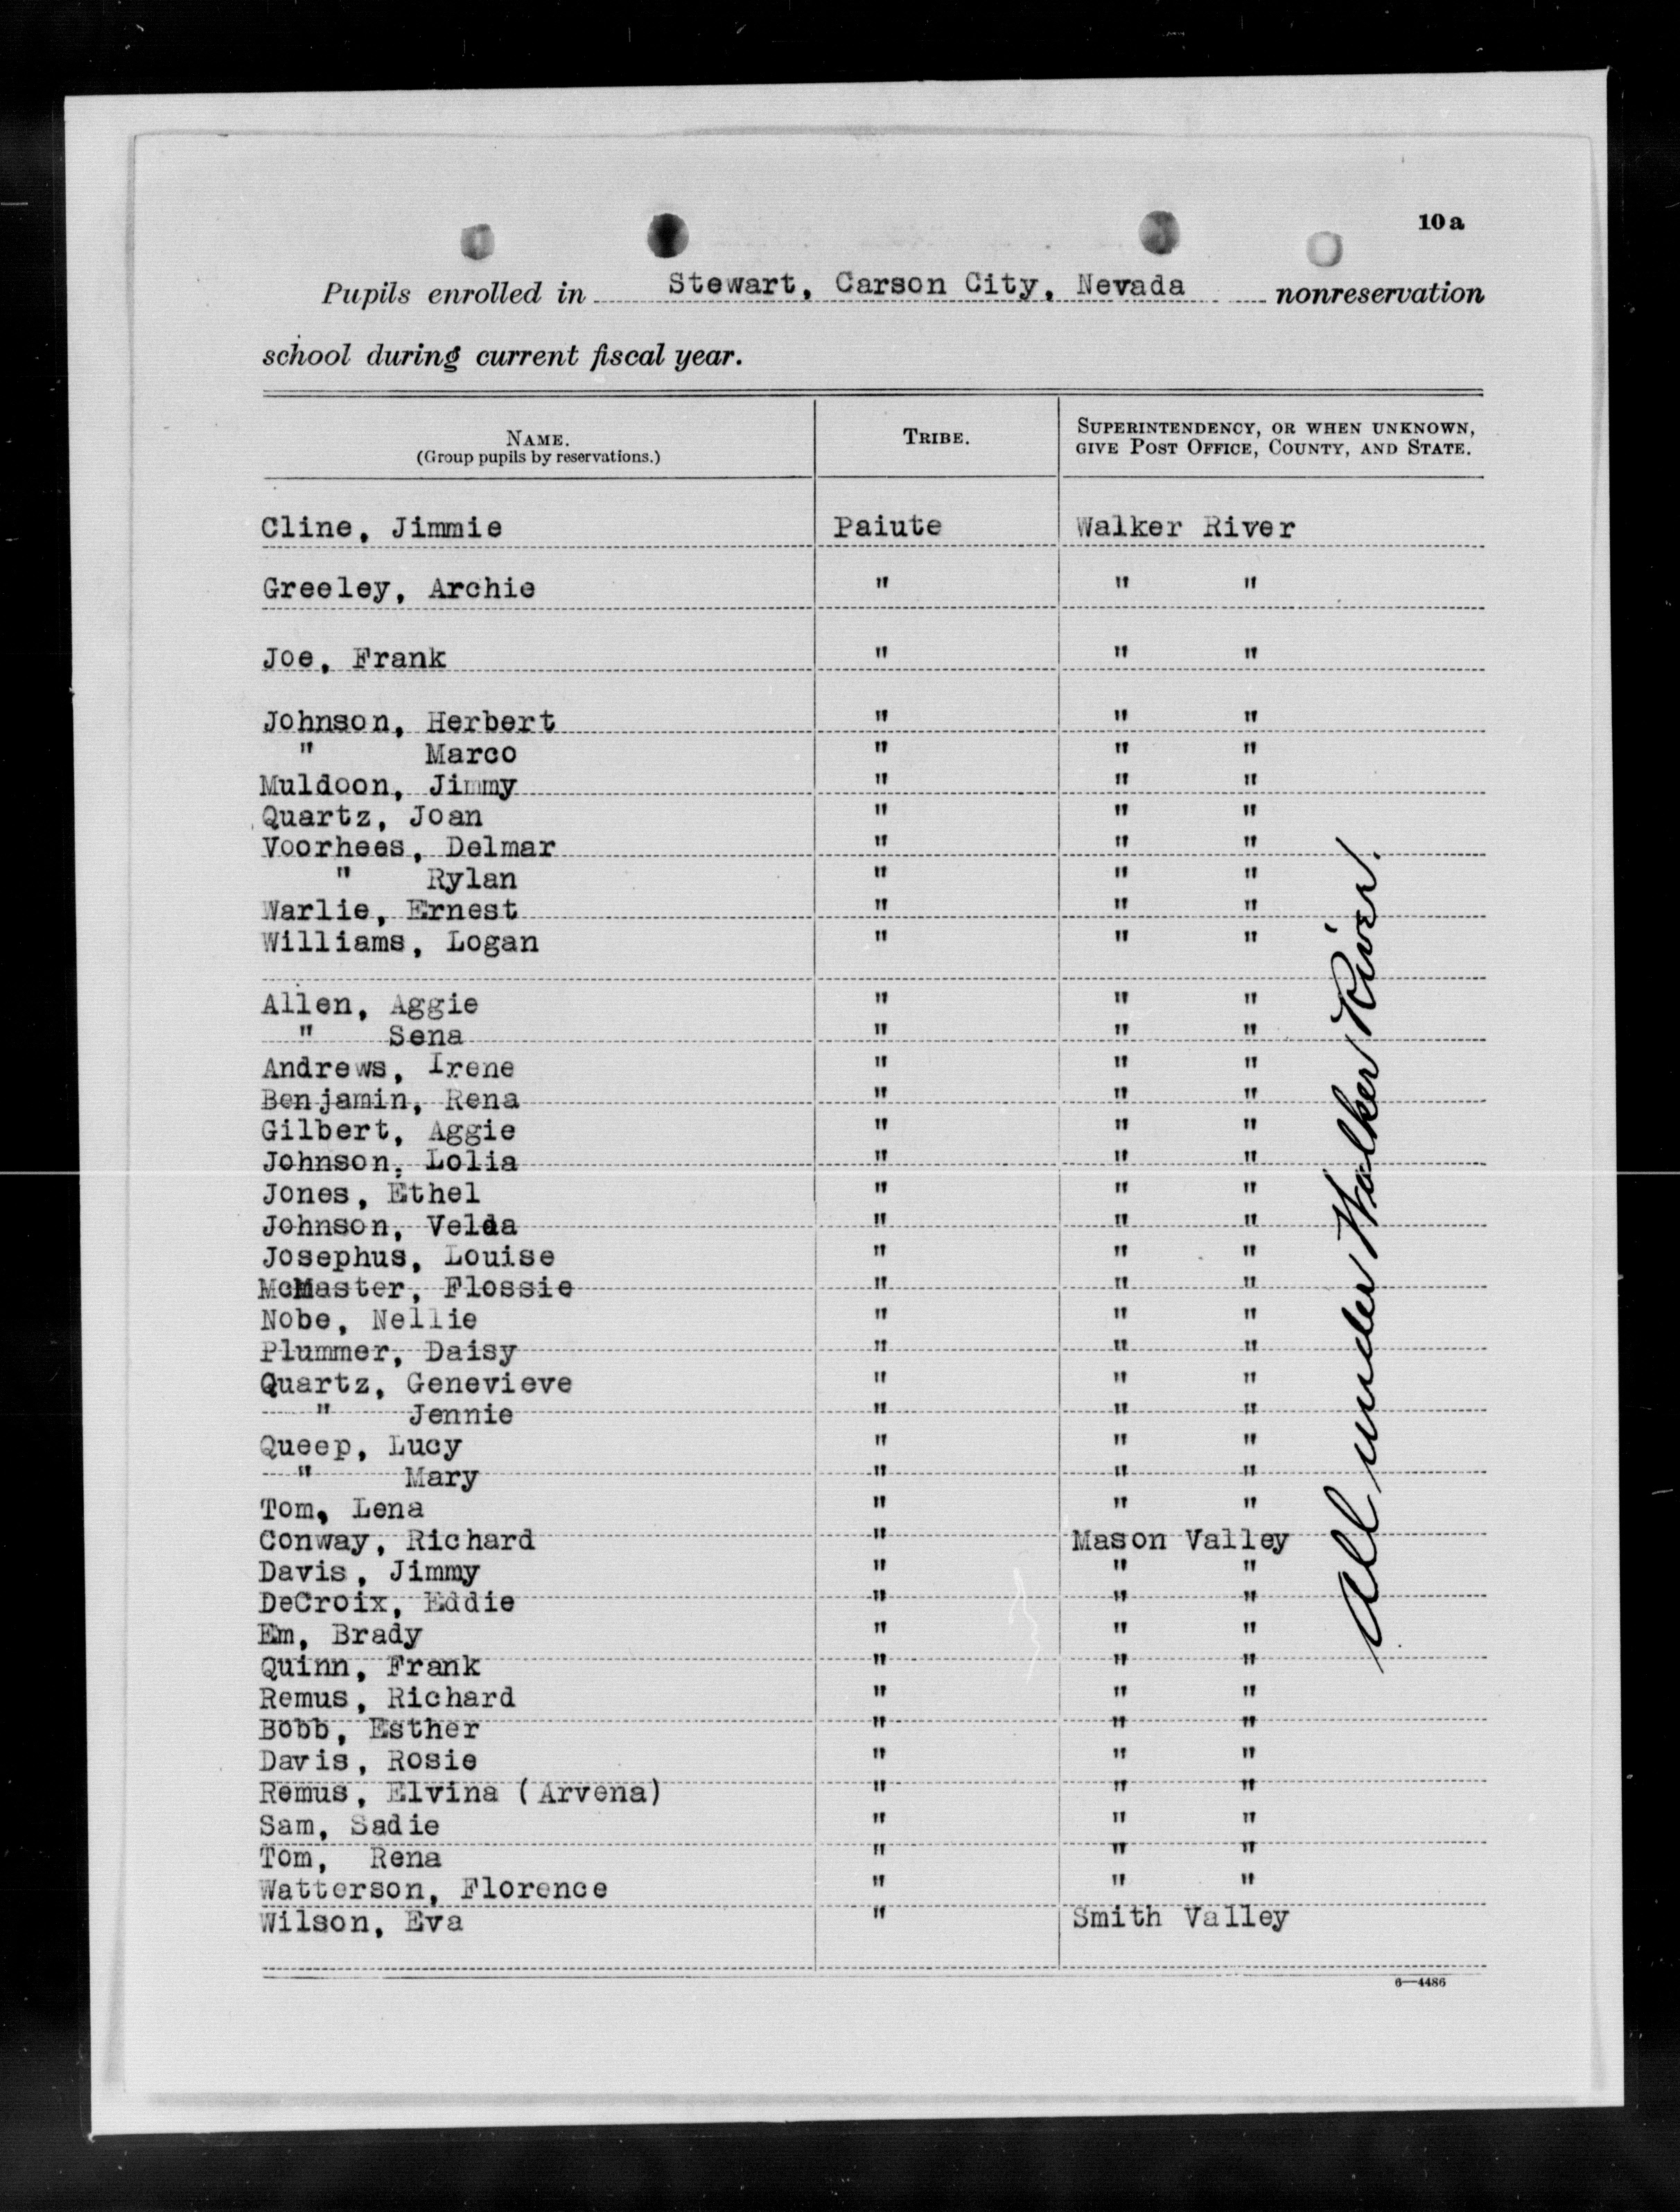 10a
Pupils enrolled in Stewart, Carson City, Nevada nonreservation
school during current fiscal year.
NAME. TRIBE. SUPERINTENDENCY, OR WHEN UNKNOWN,
(Group pupils by reservations.) GIVE POST OFFICE, COUNTY, AND STATE.
Cline, Jimmie Paiute Walker River
Greeley, Archie " " "
Joe, Frank " " "
Johnson, Herbert " " "
" Marco " " "
Muldoon, Jimmy " " "
Quartz, Joan " " "
Voorhees, Delmar " " "
" Rylan " " "
Warlie, Ernest " " "
Williams, Logan " " "
Allen, Aggie " " "
" Sena " " "
Andrews, Irene " " "
Benjamin, Rena " " "
Gilbert, Aggie " " "
Johnson, Lolia " " "
Jones, Ethel " " "
Johnson, Velda " " "
Josephus, Louise " " "
McMaster, Flossie " " "
Nobe, Nellie " " "
Plummer, Daisy " " "
Quartz, Genevieve " " "
" Jennie " " "
Queep, Lucy " " "
" Mary " " "
Tom, Lena " " "
Conway, Richard " Mason Valley
Davis, Jimmy " " "
DeCroix, Eddie " " "
Em, Brady " " "
Quinn, Frank " " "
Remus, Richard " " "
Bobb, Esther " " "
Davis, Rosie " " "
Remus, Elvina (Arvena) " " "
Sam, Sadie " " "
Tom, Rena " " "
Watterson, Florence " " "
Wilson, Eva " Smith Valley
All under Walker River.
6—4486